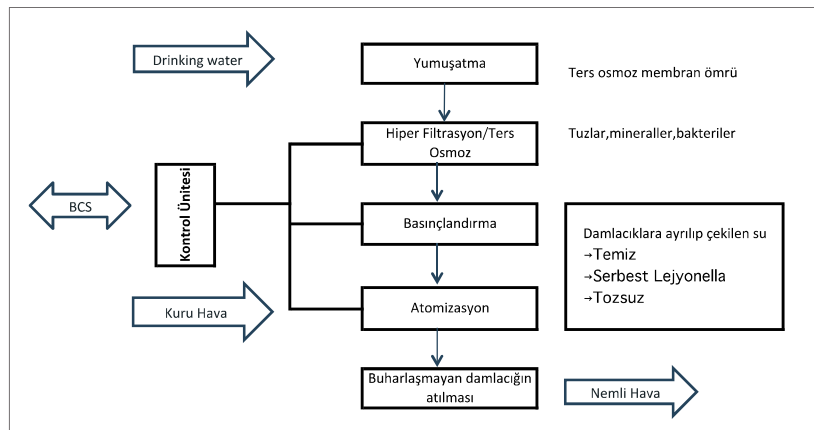 Drinking water
Yumuşatma
Ters osmoz membran ömrü
Hiper Filtrasyon/Ters
Osmoz
Tuzlar,mineraller,bakteriler
BCS
Kontrol Ünitesi
Basınçlandırma
Damlacıklara ayrılıp çekilen su
→Temiz
→Serbest Lejyonella
→Tozsuz
Kuru Hava
Atomizasyon
Buharlaşmayan damlacığın
atılması
Nemli Hava